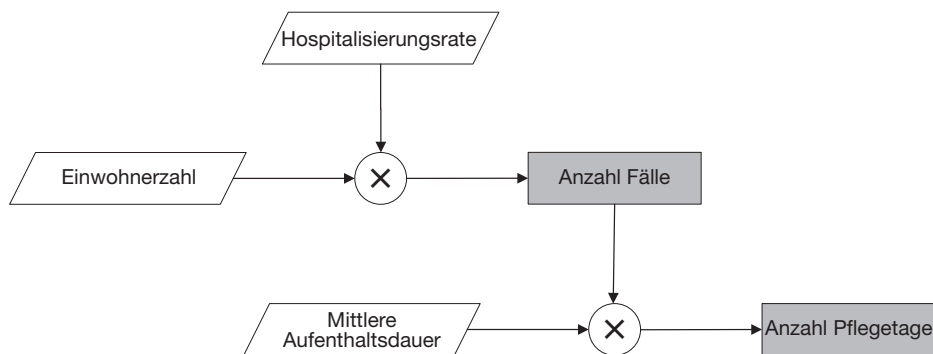 Hospitalisierungsrate
Einwohnerzahl
Anzahl Fälle
Mittlere
Aufenthaltsdauer
Anzahl Pflegetage